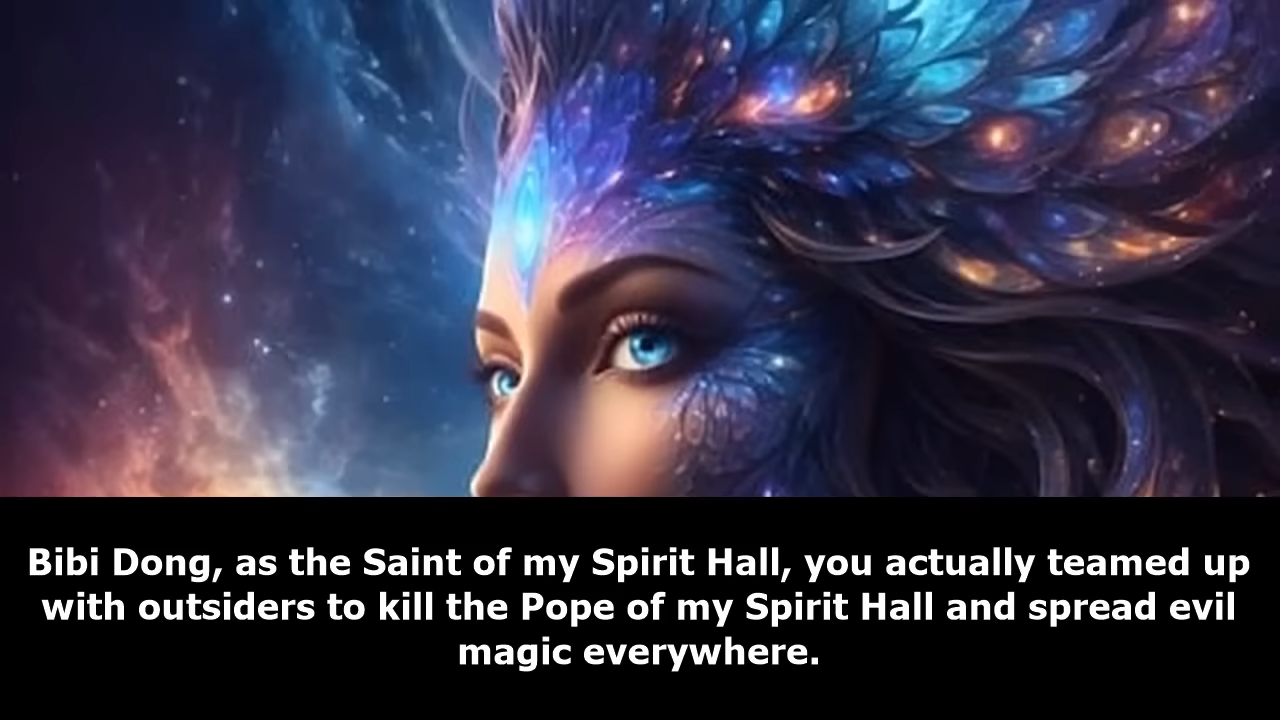 Bibi Dong, as the Saint of my Spirit Hall, you actually teamed up
with outsiders to kill the Pope of my Spirit Hall and spread evil
magic everywhere.